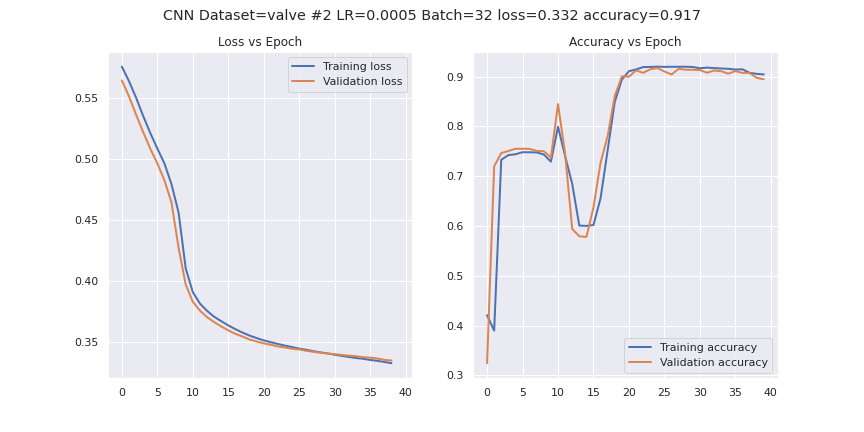 CNN Dataset=valve #2 LR=0.0005 Batch=32 loss=0.332 accuracy=0.917
Loss vs Epoch
Training loss
Validation loss
0.55
0.50
0.45
0.40
0.35
0 5 10 15 20 25 30 35 40
Accuracy vs Epoch
0.9
0.8
0.7
0.6
0.5
0.4
0.3
Training accuracy
Validation accuracy
0 5 10 15 20 25 30 35 40